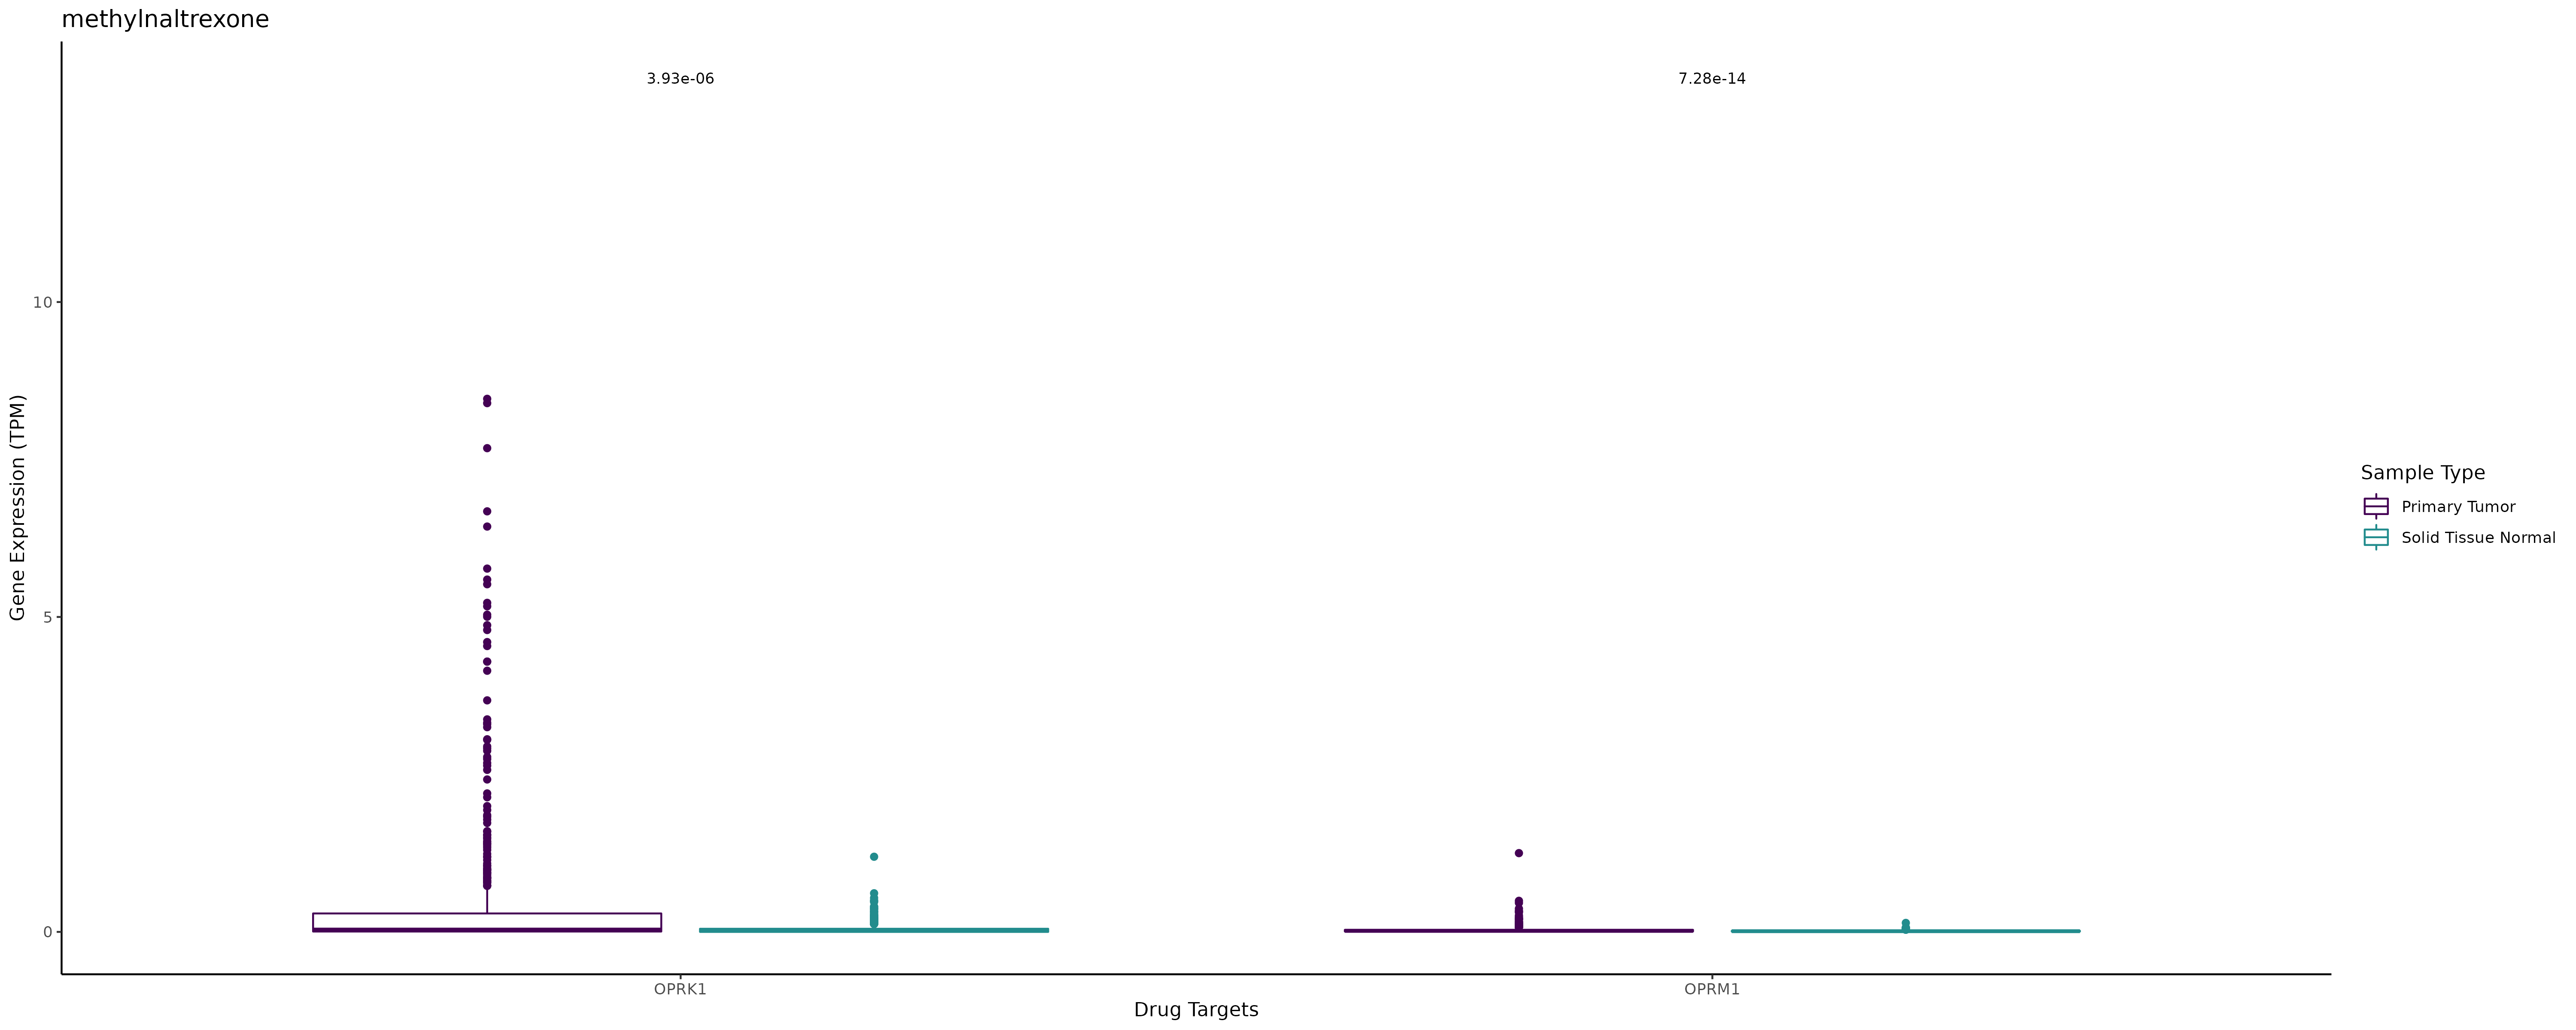 methylnaltrexone
3.93e-06
7.28e-14
10
5
0
Gene Expression (TPM)
OPRK1
OPRM1
Drug Targets
Sample Type
Primary Tumor
Solid Tissue Normal